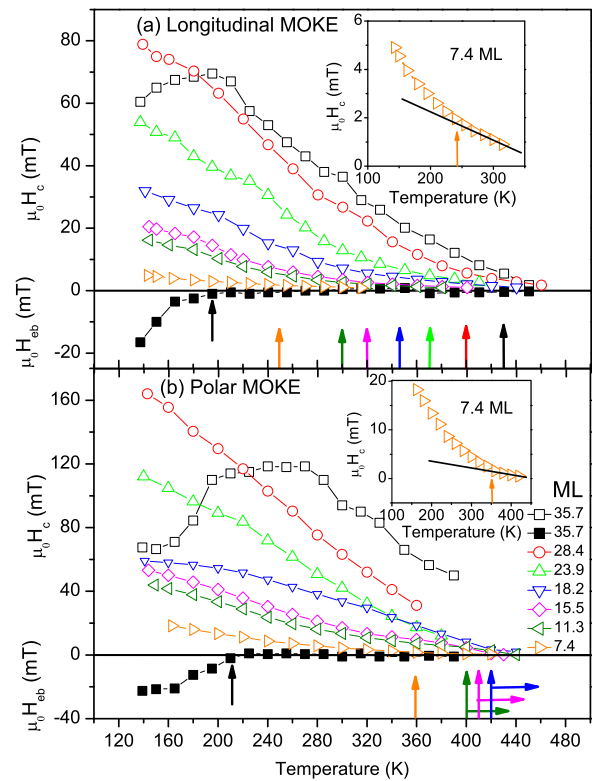 (a) Longitudinal MOKE
μ₀Hc (mT)
80
60
40
20
0
μ₀Heb (mT)
-20
7.4 ML
μ₀Hc (mT)
6
4
2
0
100 200 300
Temperature (K)
(b) Polar MOKE
μ₀Hc (mT)
160
120
80
40
0
μ₀Heb (mT)
-40
7.4 ML
μ₀Hc (mT)
20
10
0
100 200 300 400
Temperature (K)
ML
35.7
35.7
28.4
23.9
18.2
15.5
11.3
7.4
120 160 200 240 280 320 360 400 440 480
Temperature (K)